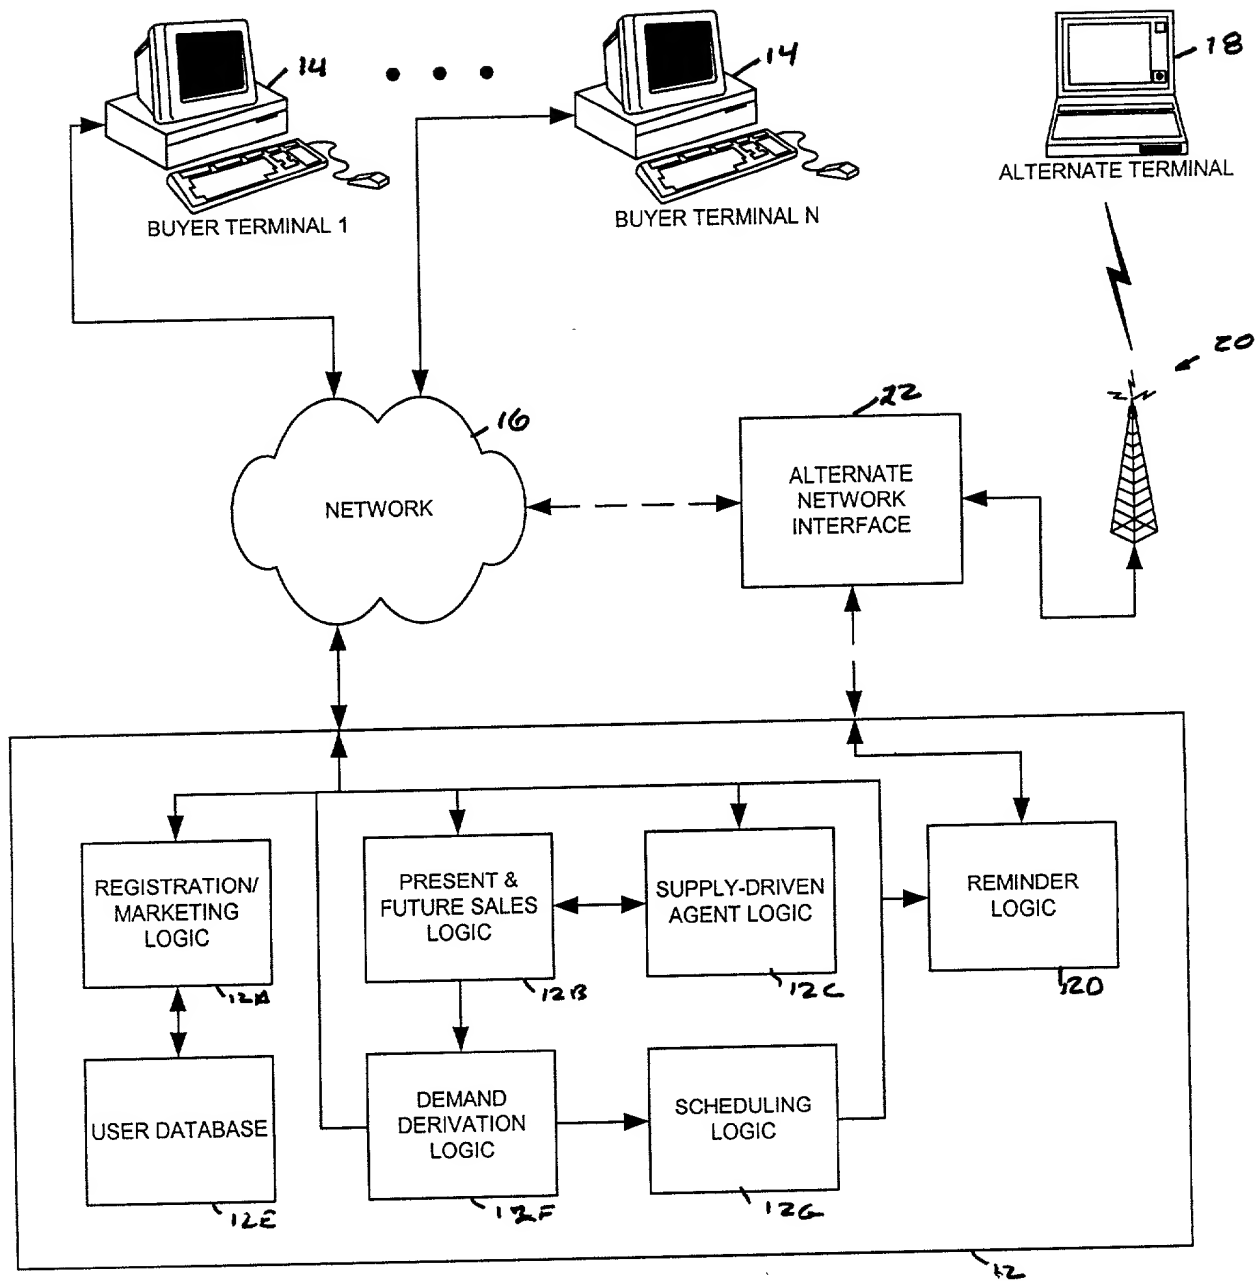 14
14
18
BUYER TERMINAL 1
BUYER TERMINAL N
ALTERNATE TERMINAL
20
16
22
NETWORK
ALTERNATE
NETWORK
INTERFACE
REGISTRATION/
MARKETING
LOGIC
12A
PRESENT &
FUTURE SALES
LOGIC
12B
SUPPLY-DRIVEN
AGENT LOGIC
12C
REMINDER
LOGIC
12D
USER DATABASE
12E
DEMAND
DERIVATION
LOGIC
12F
SCHEDULING
LOGIC
12G
12